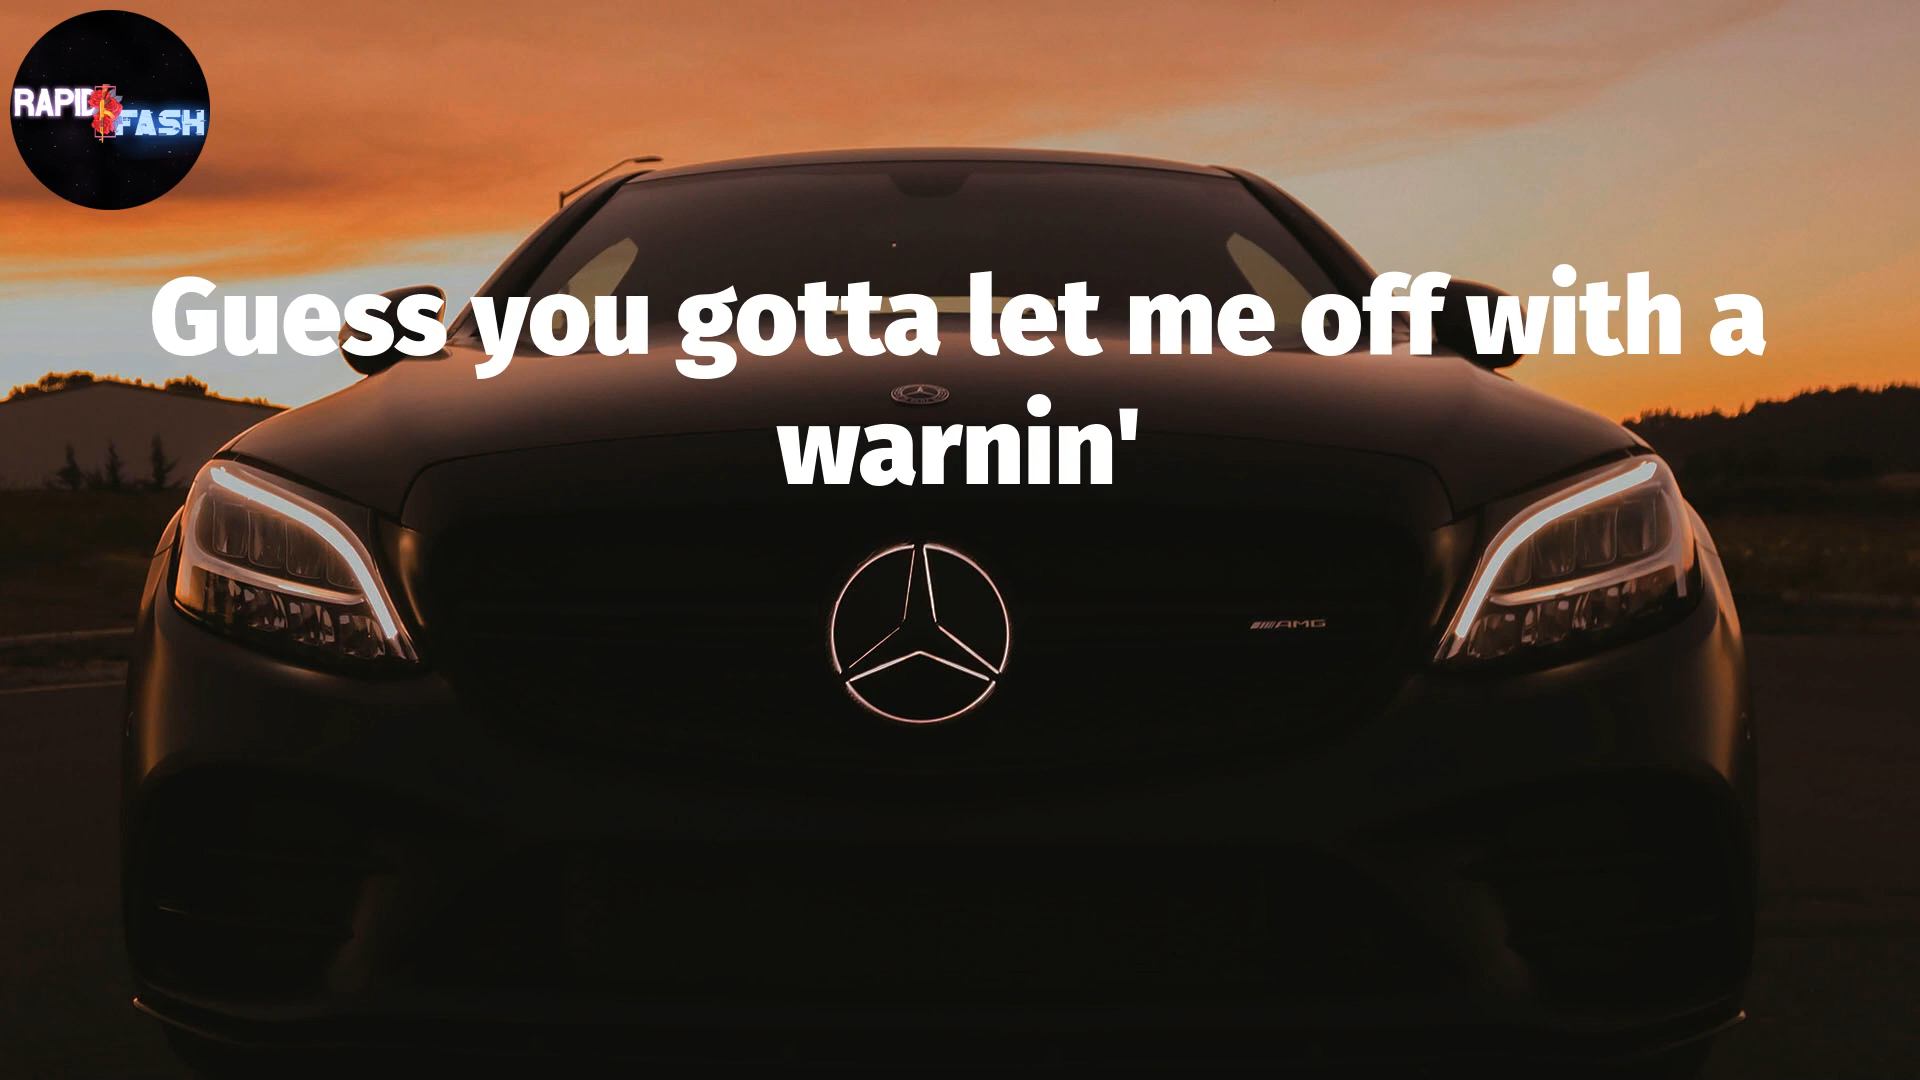 RAPID
FASH
Guess you gotta let me off with a
warnin'
AMG